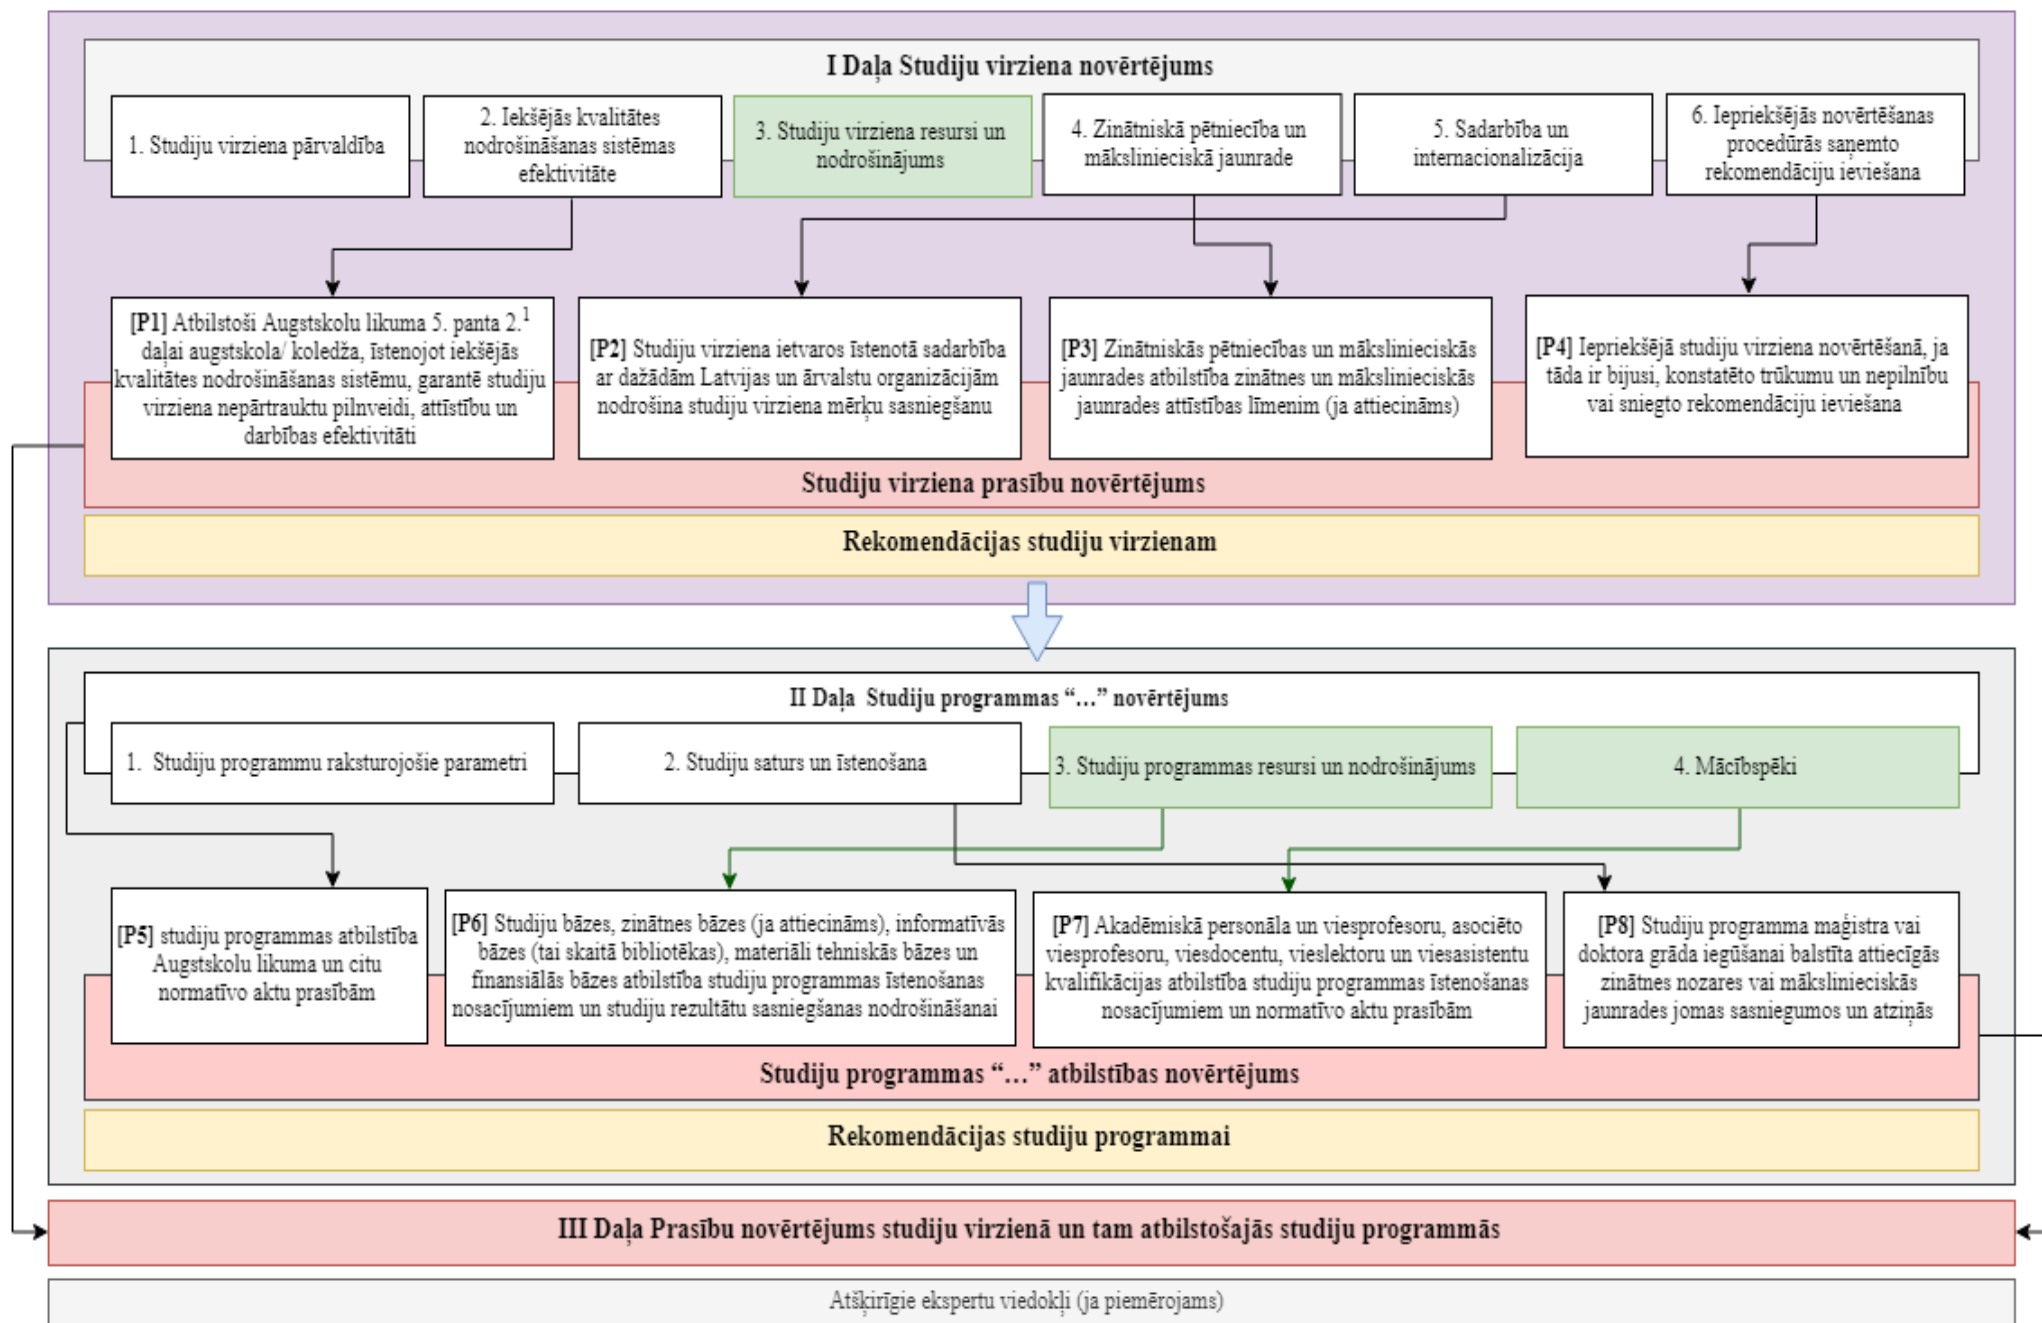 I Daļa Studiju virziena novērtējums
1. Studiju virziena pārvaldība
2. Iekšējās kvalitātes
nodrošināšanas sistēmas
efektivitāte
3. Studiju virziena resursi un
nodrošinājums
4. Zinātniskā pētniecība un
mākslinieciskā jaunrade
5. Sadarbība un
internacionalizācija
6. Iepriekšējās novērtēšanas
procedūrās saņemto
rekomendāciju ieviešana
[P1] Atbilstoši Augstskolu likuma 5. panta 2.¹
daļai augstskola/ koledža, īstenojot iekšējās
kvalitātes nodrošināšanas sistēmu, garantē studiju
virziena nepārtrauktu pilnveidi, attīstību un
darbības efektivitāti
[P2] Studiju virziena ietvaros īstenotā sadarbība
ar dažādām Latvijas un ārvalstu organizācijām
nodrošina studiju virziena mērķu sasniegšanu
[P3] Zinātniskās pētniecības un mākslinieciskās
jaunrades atbilstība zinātnes un mākslinieciskās
jaunrades attīstības līmenim (ja attiecināms)
[P4] Iepriekšējā studiju virziena novērtēšanā, ja
tāda ir bijusi, konstatēto trūkumu un nepilnību
vai sniegto rekomendāciju ieviešana
Studiju virziena prasību novērtējums
Rekomendācijas studiju virzienam
II Daļa  Studiju programmas “…” novērtējums
1.  Studiju programmu raksturojošie parametri
2. Studiju saturs un īstenošana
3. Studiju programmas resursi un nodrošinājums
4. Mācībspēki
[P5] studiju programmas atbilstība
Augstskolu likuma un citu
normatīvo aktu prasībām
[P6] Studiju bāzes, zinātnes bāzes (ja attiecināms), informatīvās
bāzes (tai skaitā bibliotēkas), materiāli tehniskās bāzes un
finansiālās bāzes atbilstība studiju programmas īstenošanas
nosacījumiem un studiju rezultātu sasniegšanas nodrošināšanai
[P7] Akadēmiskā personāla un viesprofesoru, asociēto
viesprofesoru, viesdocentu, vieslektoru un viesasistentu
kvalifikācijas atbilstība studiju programmas īstenošanas
nosacījumiem un normatīvo aktu prasībām
[P8] Studiju programma maģistra vai
doktora grāda iegūšanai balstīta attiecīgās
zinātnes nozares vai mākslinieciskās
jaunrades jomas sasniegumos un atziņās
Studiju programmas “…” atbilstības novērtējums
Rekomendācijas studiju programmai
III Daļa Prasību novērtējums studiju virzienā un tam atbilstošajās studiju programmās
Atšķirīgie ekspertu viedokļi (ja piemērojams)